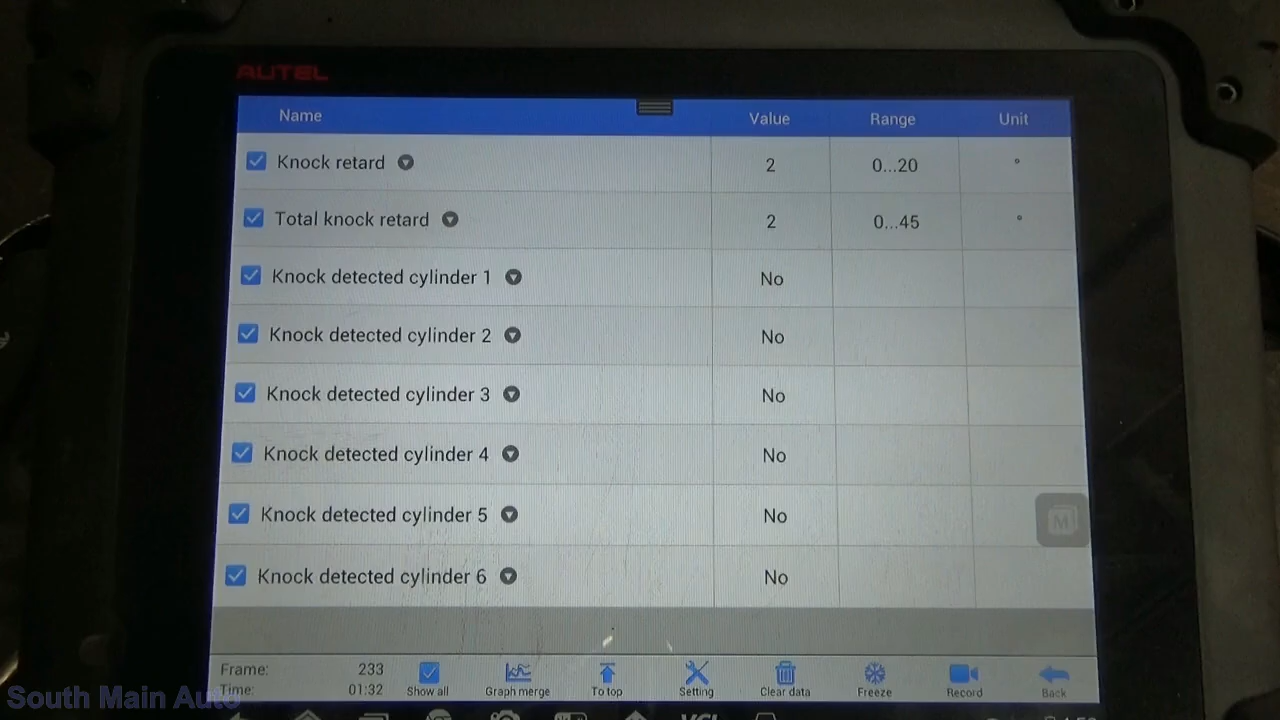 AUTEL
Name Value Range Unit
Knock retard 2 0...20 °
Total knock retard 2 0...45 °
Knock detected cylinder 1 No
Knock detected cylinder 2 No
Knock detected cylinder 3 No
Knock detected cylinder 4 No
Knock detected cylinder 5 No
Knock detected cylinder 6 No
M
Frame: 233
Time: 01:32
Show all Graph merge To top Setting Clear data Freeze Record Back
South Main Auto
VCI